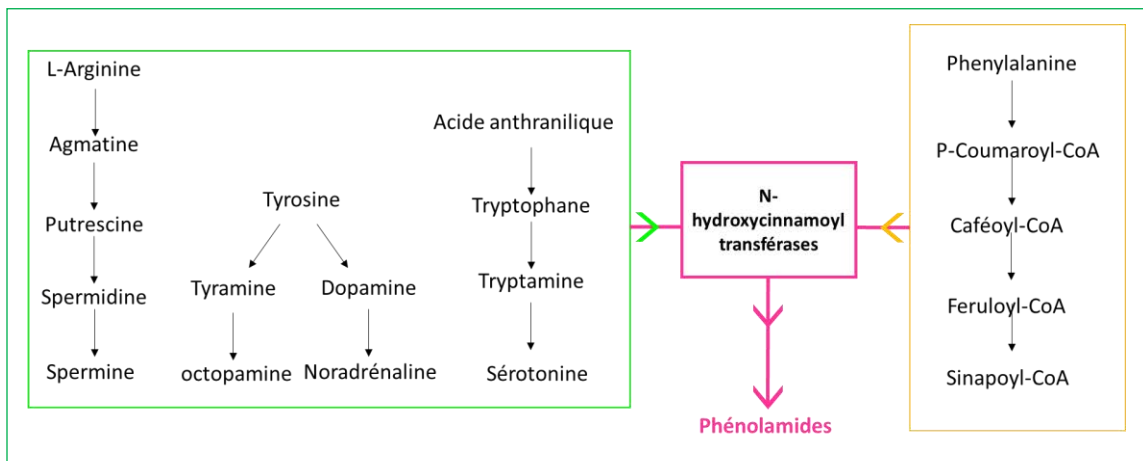 L-Arginine
Agmatine
Putrescine
Spermidine
Spermine
Tyrosine
Tyramine
Dopamine
octopamine
Noradrénaline
Acide anthranilique
Tryptophane
Tryptamine
Sérotonine
N-
hydroxycinnamoyl
transférases
Phénolamides
Phenylalanine
P-Coumaroyl-CoA
Caféoyl-CoA
Feruloyl-CoA
Sinapoyl-CoA